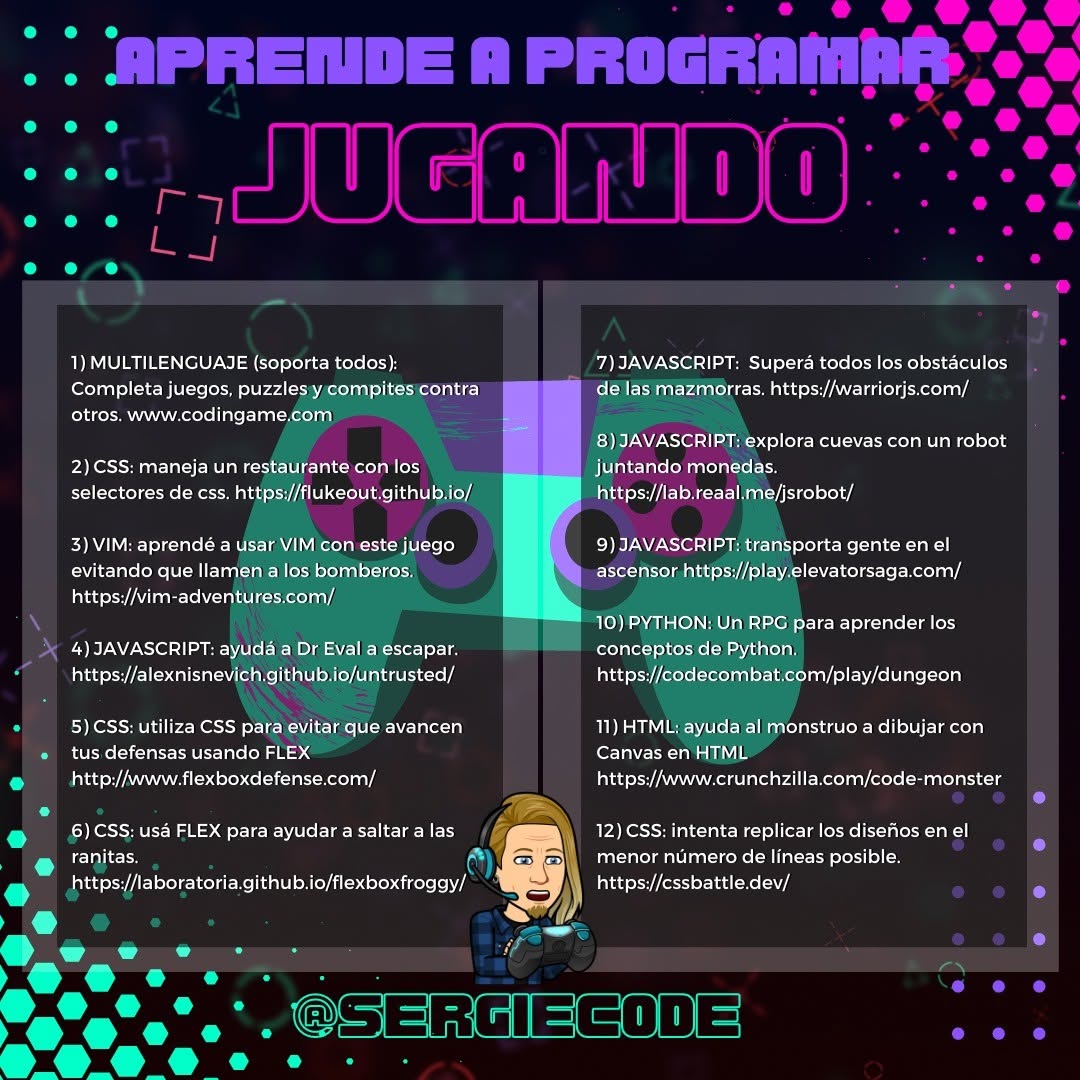 APRENDE A PROGRAMAR
JUGANDO
1) MULTILENGUAJE (soporta todos):
Completa juegos, puzzles y compites contra
otros. www.codingame.com
2) CSS: maneja un restaurante con los
selectores de css. https://flukeout.github.io/
3) VIM: aprendé a usar VIM con este juego
evitando que llamen a los bomberos.
https://vim-adventures.com/
4) JAVASCRIPT: ayudá a Dr Eval a escapar.
https://alexnisnevich.github.io/untrusted/
5) CSS: utiliza CSS para evitar que avancen
tus defensas usando FLEX
http://www.flexboxdefense.com/
6) CSS: usá FLEX para ayudar a saltar a las
ranitas.
https://laboratoria.github.io/flexboxfroggy/
7) JAVASCRIPT:  Superá todos los obstáculos
de las mazmorras. https://warriorjs.com/
8) JAVASCRIPT: explora cuevas con un robot
juntando monedas.
https://lab.reaal.me/jsrobot/
9) JAVASCRIPT: transporta gente en el
ascensor https://play.elevatorsaga.com/
10) PYTHON: Un RPG para aprender los
conceptos de Python.
https://codecombat.com/play/dungeon
11) HTML: ayuda al monstruo a dibujar con
Canvas en HTML
https://www.crunchzilla.com/code-monster
12) CSS: intenta replicar los diseños en el
menor número de líneas posible.
https://cssbattle.dev/
@SERGIECODE